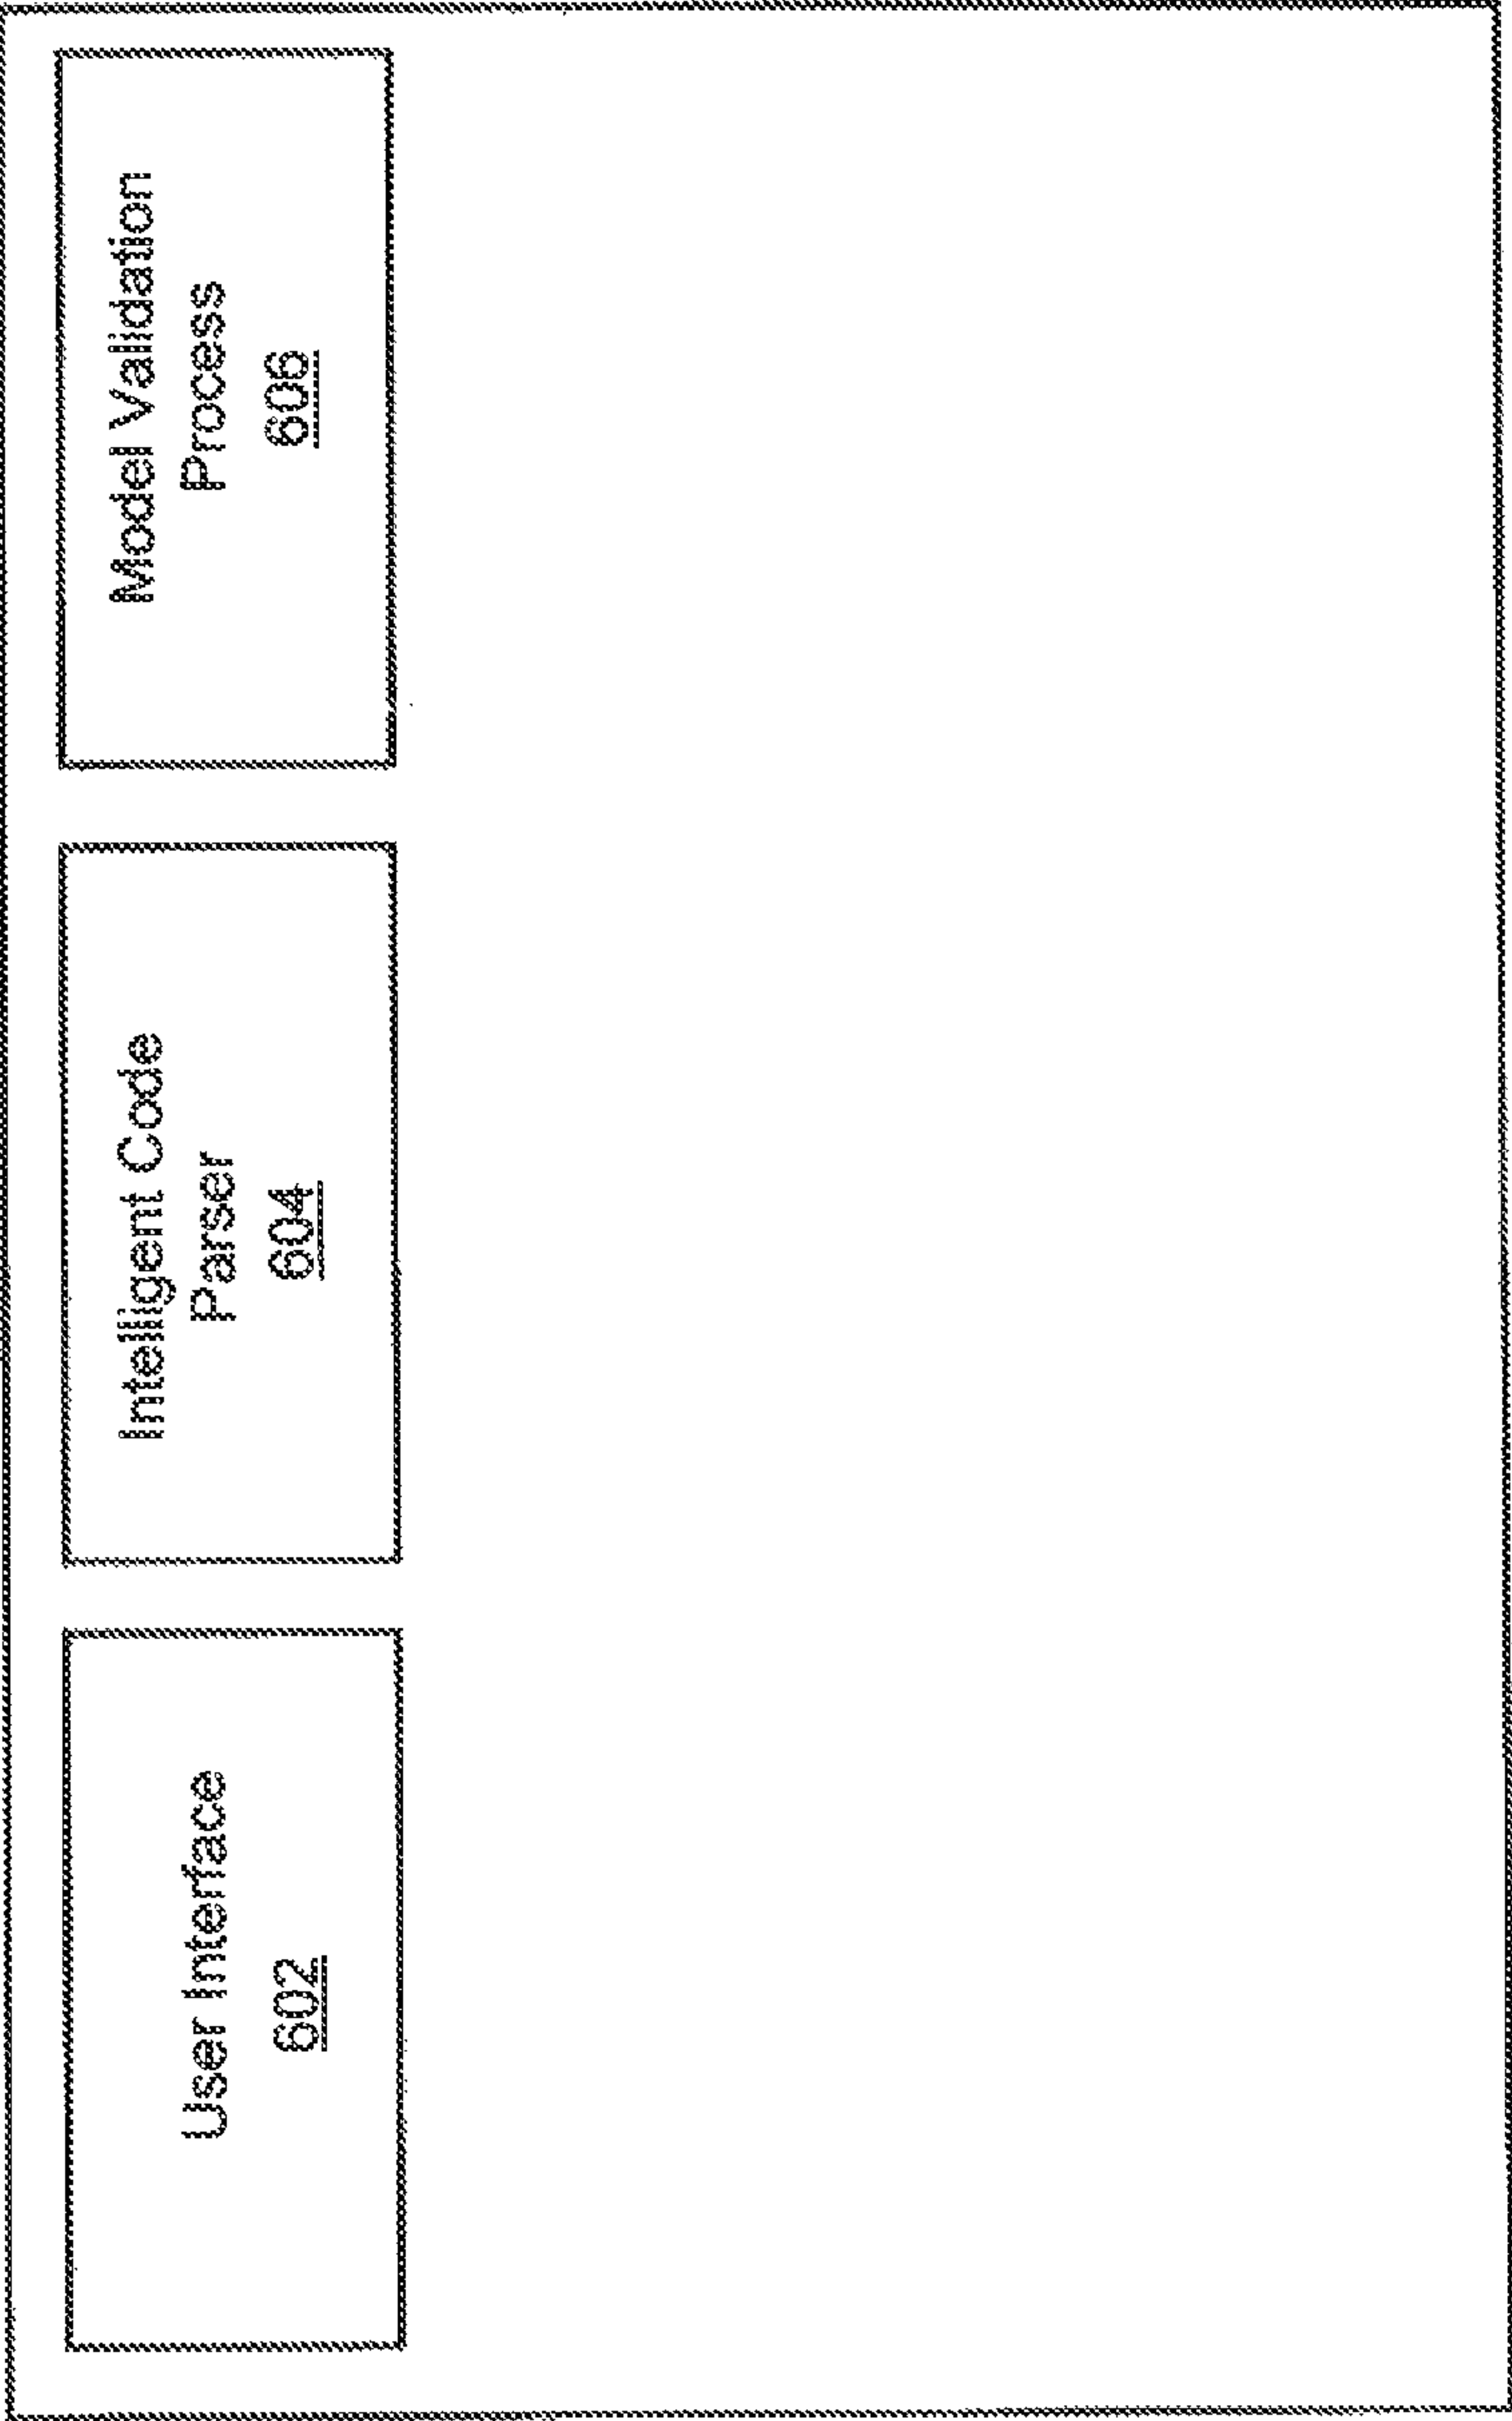 User Interface
602
Intelligent Code
Parser
604
Model Validation
Process
606